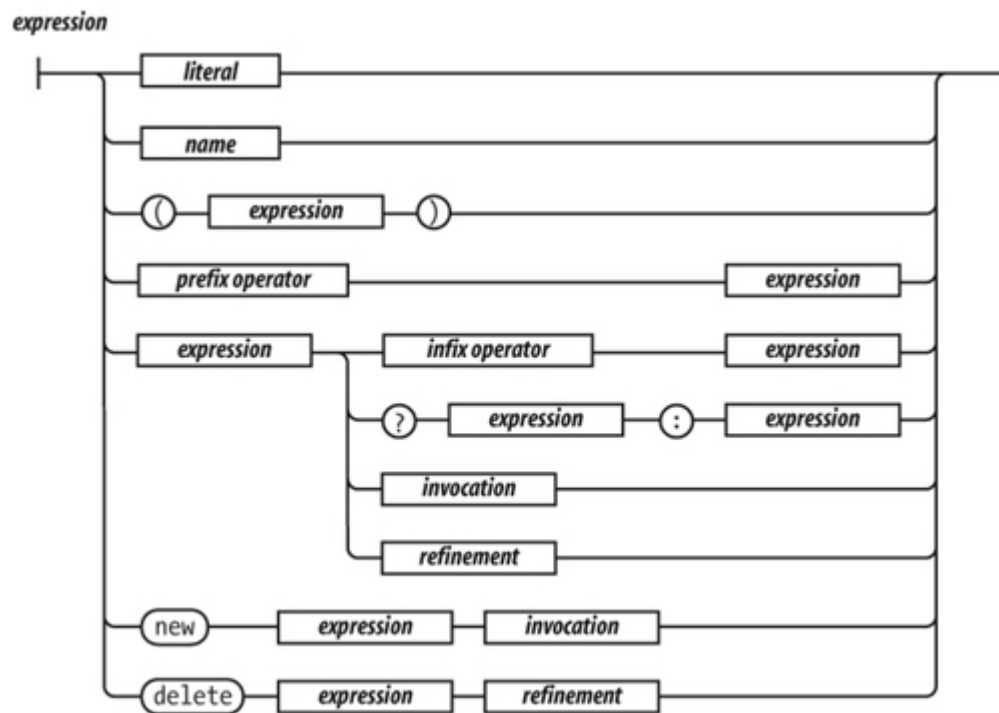 expression
literal
name
( expression )
prefix operator expression
expression infix operator expression
? expression : expression
invocation
refinement
new expression invocation
delete expression refinement